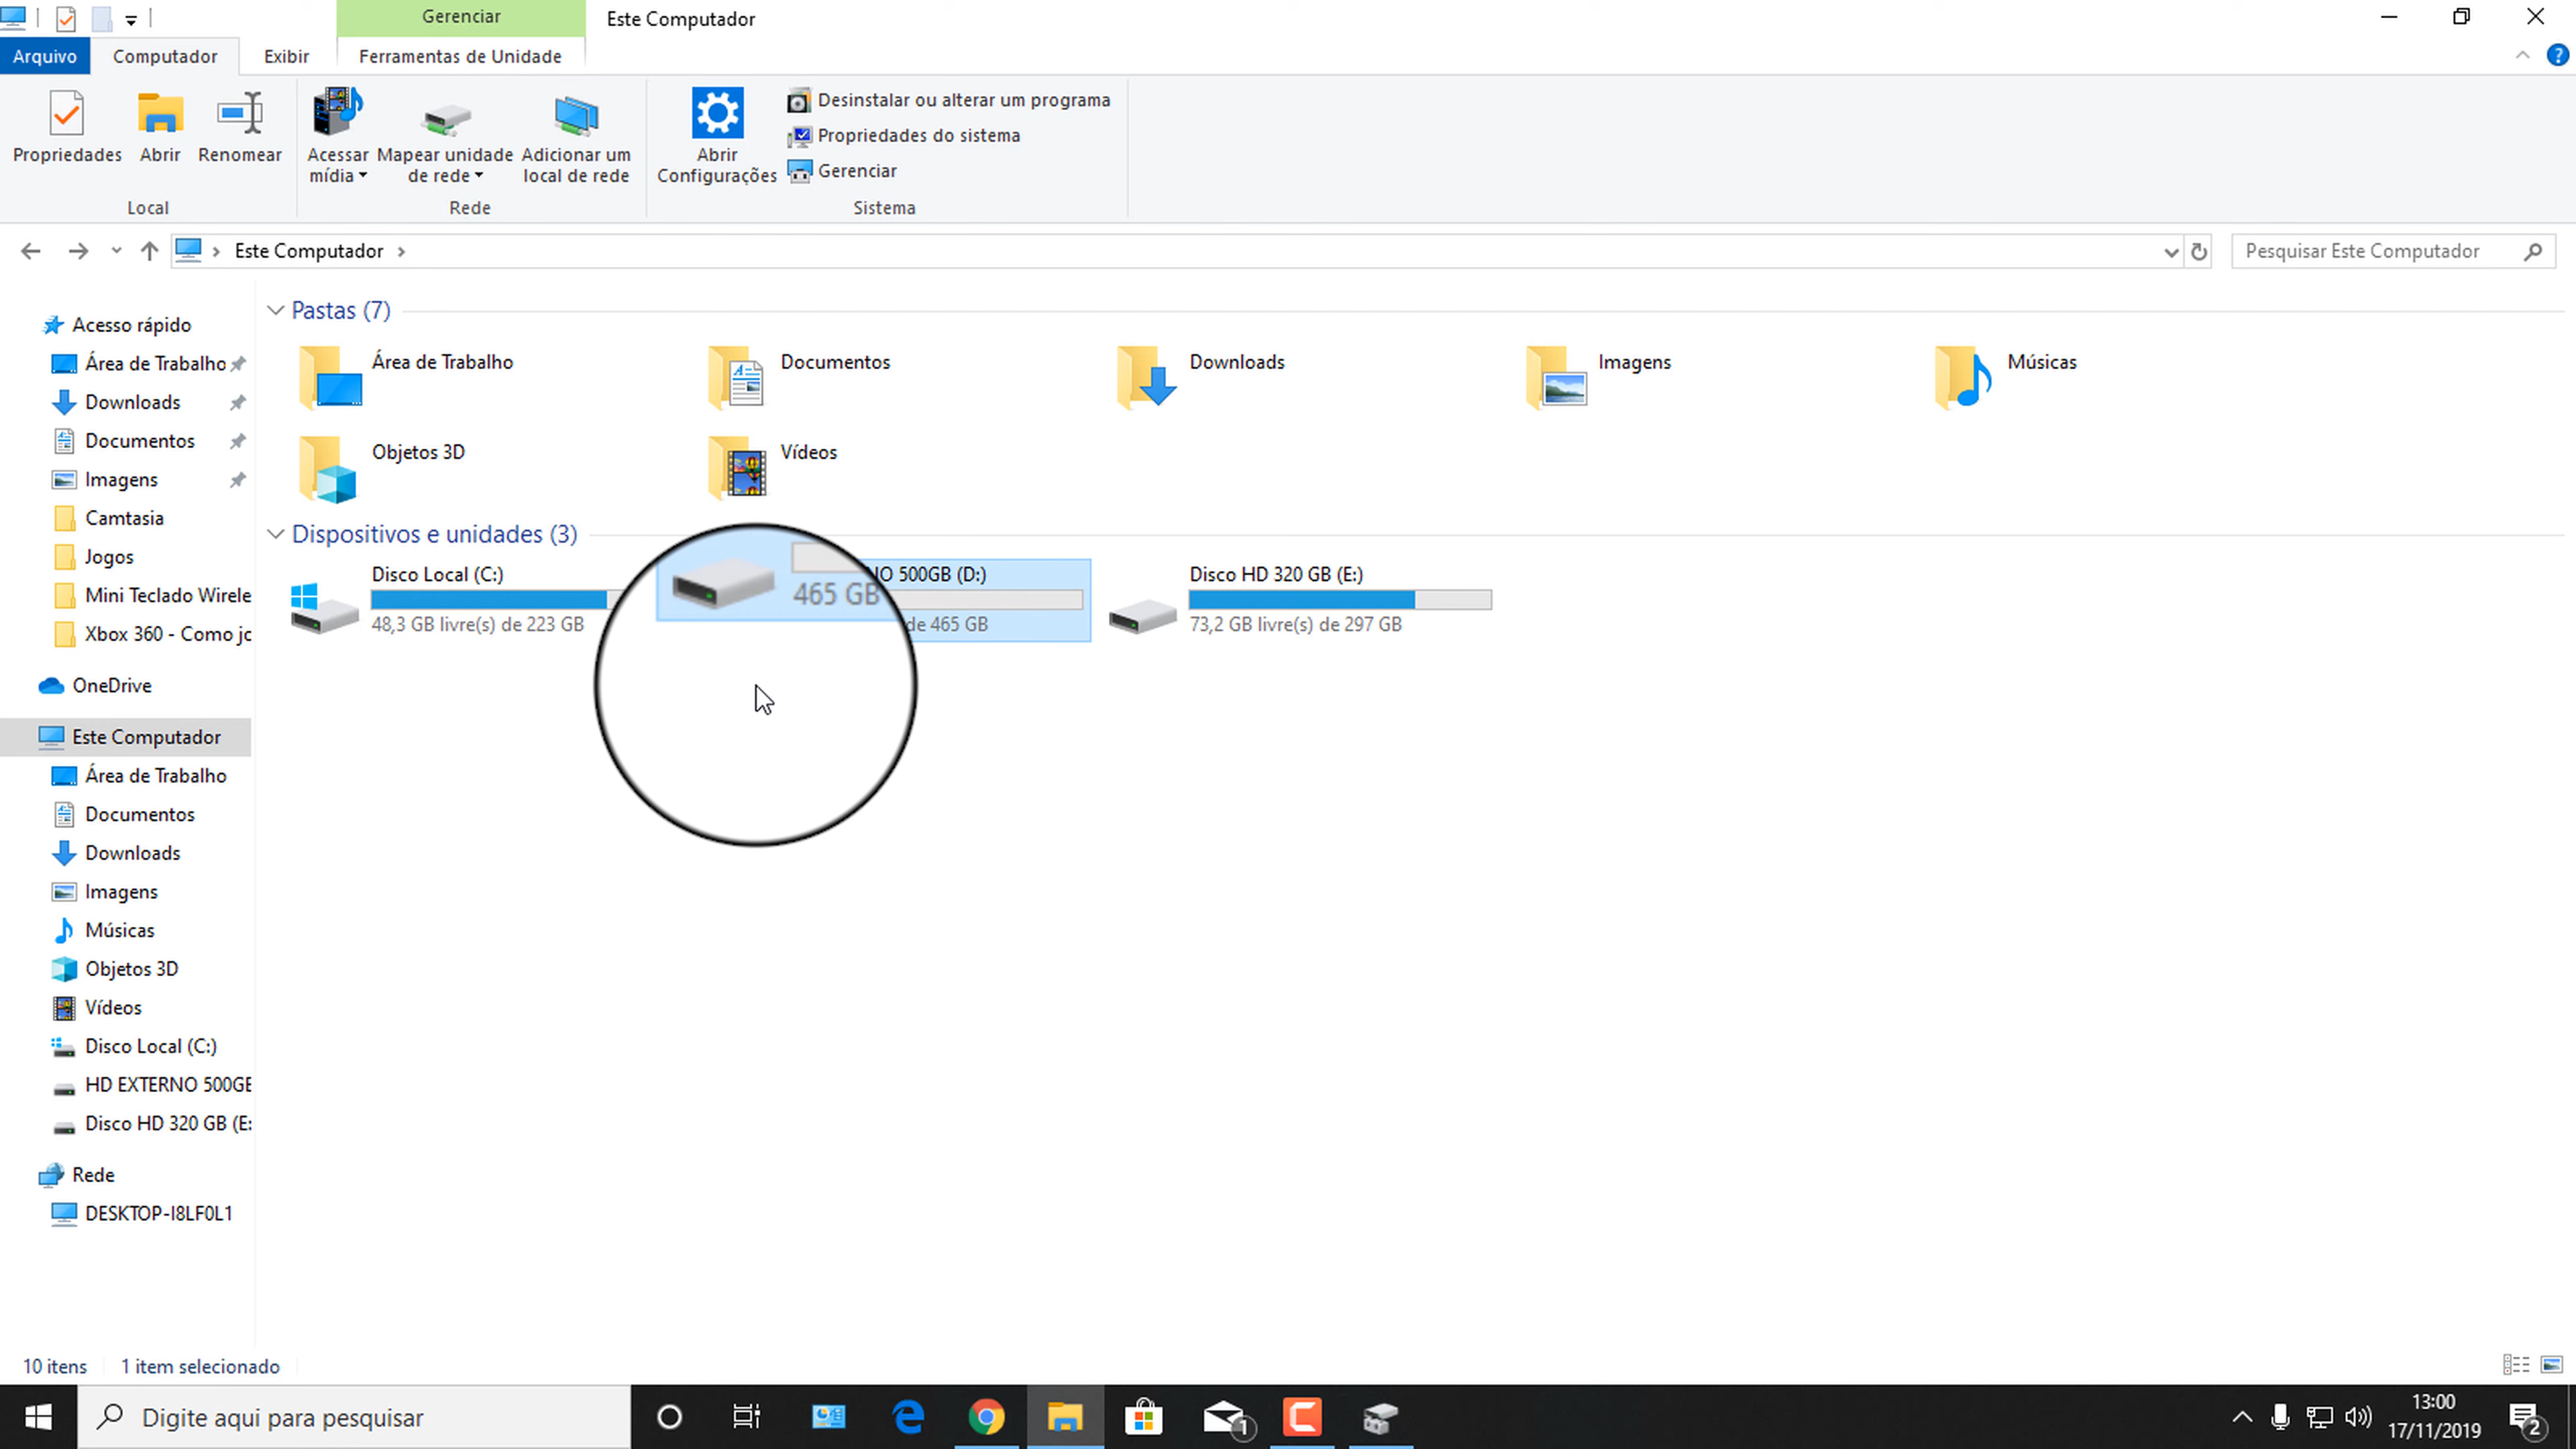 Gerenciar
Este Computador
Arquivo
Computador
Exibir
Ferramentas de Unidade
Propriedades
Abrir
Renomear
Acessar
mídia
Mapear unidade
de rede
Adicionar um
local de rede
Abrir
Configurações
Desinstalar ou alterar um programa
Propriedades do sistema
Gerenciar
Local
Rede
Sistema
Este Computador
Pesquisar Este Computador
Acesso rápido
Área de Trabalho
Downloads
Documentos
Imagens
Camtasia
Jogos
Mini Teclado Wirele
Xbox 360 - Como jc
OneDrive
Este Computador
Área de Trabalho
Documentos
Downloads
Imagens
Músicas
Objetos 3D
Vídeos
Disco Local (C:)
HD EXTERNO 500GE
Disco HD 320 GB (E:
Rede
DESKTOP-I8LF0L1
Pastas (7)
Área de Trabalho
Documentos
Downloads
Imagens
Músicas
Objetos 3D
Vídeos
Dispositivos e unidades (3)
Disco Local (C:)
48,3 GB livre(s) de 223 GB
465 GB
NO 500GB (D:)
de 465 GB
Disco HD 320 GB (E:)
73,2 GB livre(s) de 297 GB
10 itens
1 item selecionado
Digite aqui para pesquisar
1
13:00
17/11/2019
2